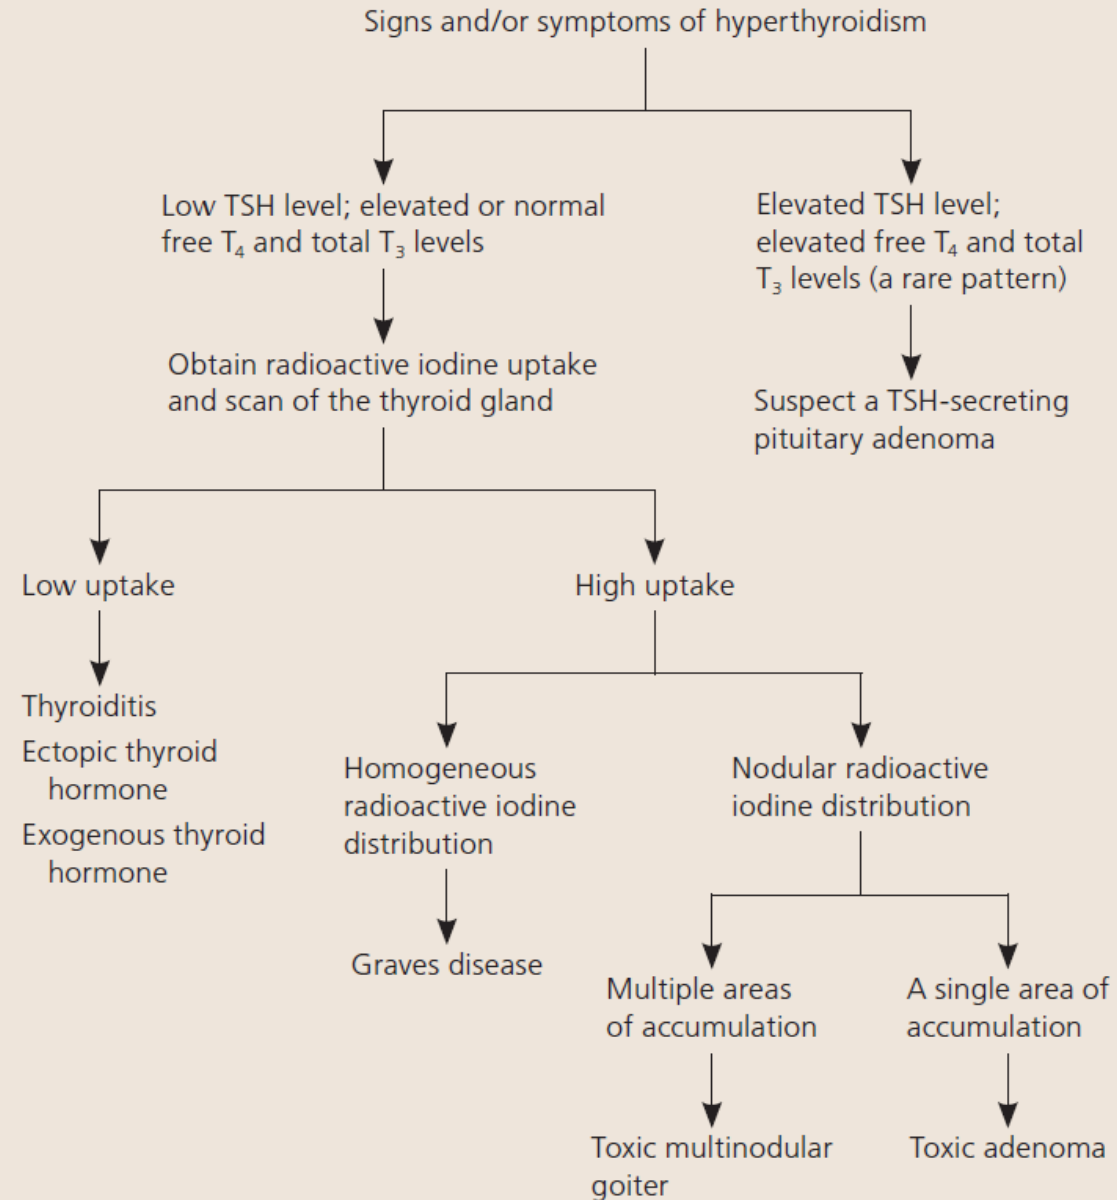 Signs and/or symptoms of hyperthyroidism
Low TSH level; elevated or normal
free T₄ and total T₃ levels
Elevated TSH level;
elevated free T₄ and total
T₃ levels (a rare pattern)
Obtain radioactive iodine uptake
and scan of the thyroid gland
Suspect a TSH-secreting
pituitary adenoma
Low uptake
High uptake
Thyroiditis
Ectopic thyroid
hormone
Exogenous thyroid
hormone
Homogeneous
radioactive iodine
distribution
Nodular radioactive
iodine distribution
Graves disease
Multiple areas
of accumulation
A single area of
accumulation
Toxic multinodular
goiter
Toxic adenoma